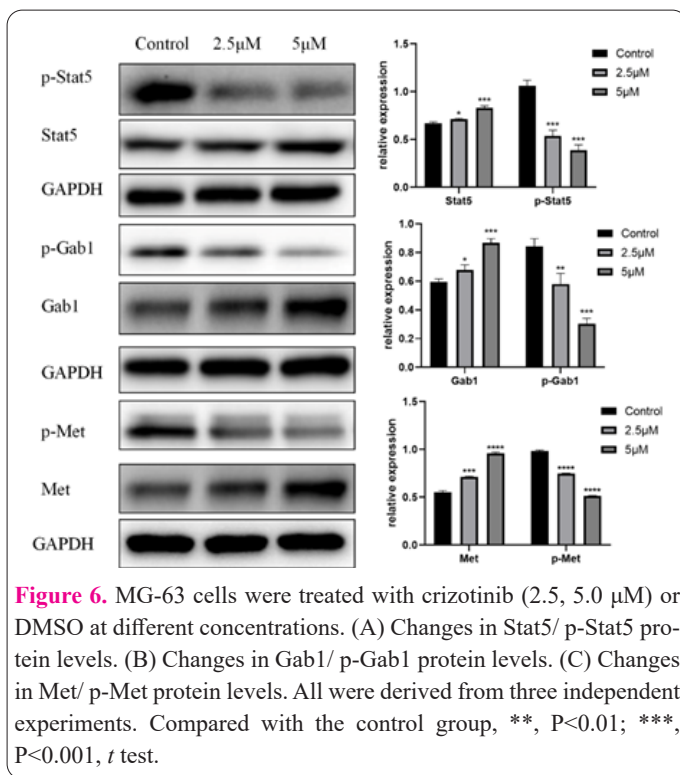 Control 2.5μM 5μM
p-Stat5
Stat5
GAPDH
p-Gab1
Gab1
GAPDH
p-Met
Met
GAPDH
relative expression
1.5
1.0
0.5
0.0
* *** *** ***
Stat5 p-Stat5
Control
2.5μM
5μM
relative expression
1.0
0.8
0.6
0.4
0.2
0.0
* *** ** ***
Gab1 p-Gab1
Control
2.5μM
5μM
relative expression
1.5
1.0
0.5
0.0
*** **** **** ****
Met p-Met
Control
2.5μM
5μM
Figure 6. MG-63 cells were treated with crizotinib (2.5, 5.0 μM) or
DMSO at different concentrations. (A) Changes in Stat5/ p-Stat5 pro-
tein levels. (B) Changes in Gab1/ p-Gab1 protein levels. (C) Changes
in Met/ p-Met protein levels. All were derived from three independent
experiments. Compared with the control group, **, P<0.01; ***,
P<0.001, t test.